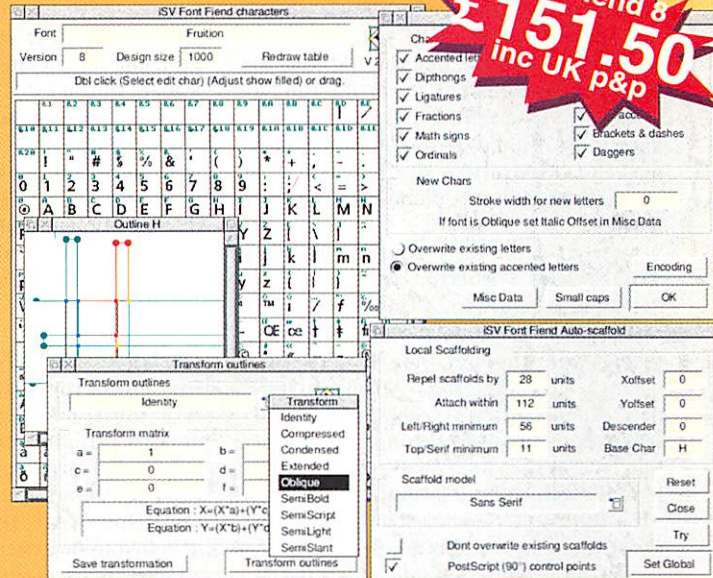 iSV Font Fiend characters
Font Fruition
Version 8 Design size 1000 Redraw table
Dbl click (Select edit char) (Adjust show filled) or drag.
! " # $ % & ' ( ) * + , - .
0 1 2 3 4 5 6 7 8 9 : ; < = >
@ A B C D E F G H I J K L M N
Y Z [ \ ]
i j k l m n
y z { | }
™ ‰
Œ œ † ‡
Outline H
Transform outlines
Transform outlines
Identity
Transform matrix
a = 1 b =
c = 0 d =
e = 0 f =
Equation : X=(X*a)+(Y*c
Equation : Y=(X*b)+(Y*d
Save transformation Transform outlines
Transform
Identity
Compressed
Condensed
Extended
Oblique
SemiBold
SemiScript
SemiLight
SemiSlant
8
£151.50
inc UK p&p
Accented lett
Dipthongs
Ligatures
Fractions
Math signs
Ordinals
Brackets & dashes
Daggers
New Chars
Stroke width for new letters 0
If font is Oblique set Italic Offset in Misc Data
Overwrite existing letters
Overwrite existing accented letters Encoding
Misc Data Small caps OK
iSV Font Fiend Auto-scaffold
Local Scaffolding
Repel scaffolds by 28 units Xoffset 0
Attach within 112 units Yoffset 0
Left/Right minimum 56 units Descender 0
Top/Serif minimum 11 units Base Char H
Scaffold model
Sans Serif
Reset
Close
Try
Set Global
Dont overwrite existing scaffolds
PostScript (90°) control points